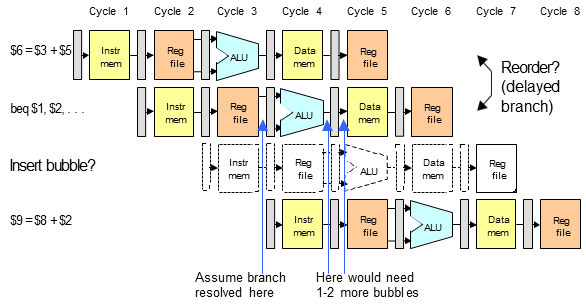 Cycle 1 Cycle 2 Cycle 3 Cycle 4 Cycle 5 Cycle 6 Cycle 7 Cycle 8
$6 = $3 + $5
Instr mem
Reg file
ALU
Data mem
Reg file
Reorder?
(delayed
branch)
beq $1, $2, . . .
Instr mem
Reg file
ALU
Data mem
Reg file
Insert bubble?
Instr mem
Reg file
ALU
Data mem
Reg file
$9 = $8 + $2
Instr mem
Reg file
ALU
Data mem
Reg file
Assume branch
resolved here
Here would need
1-2 more bubbles